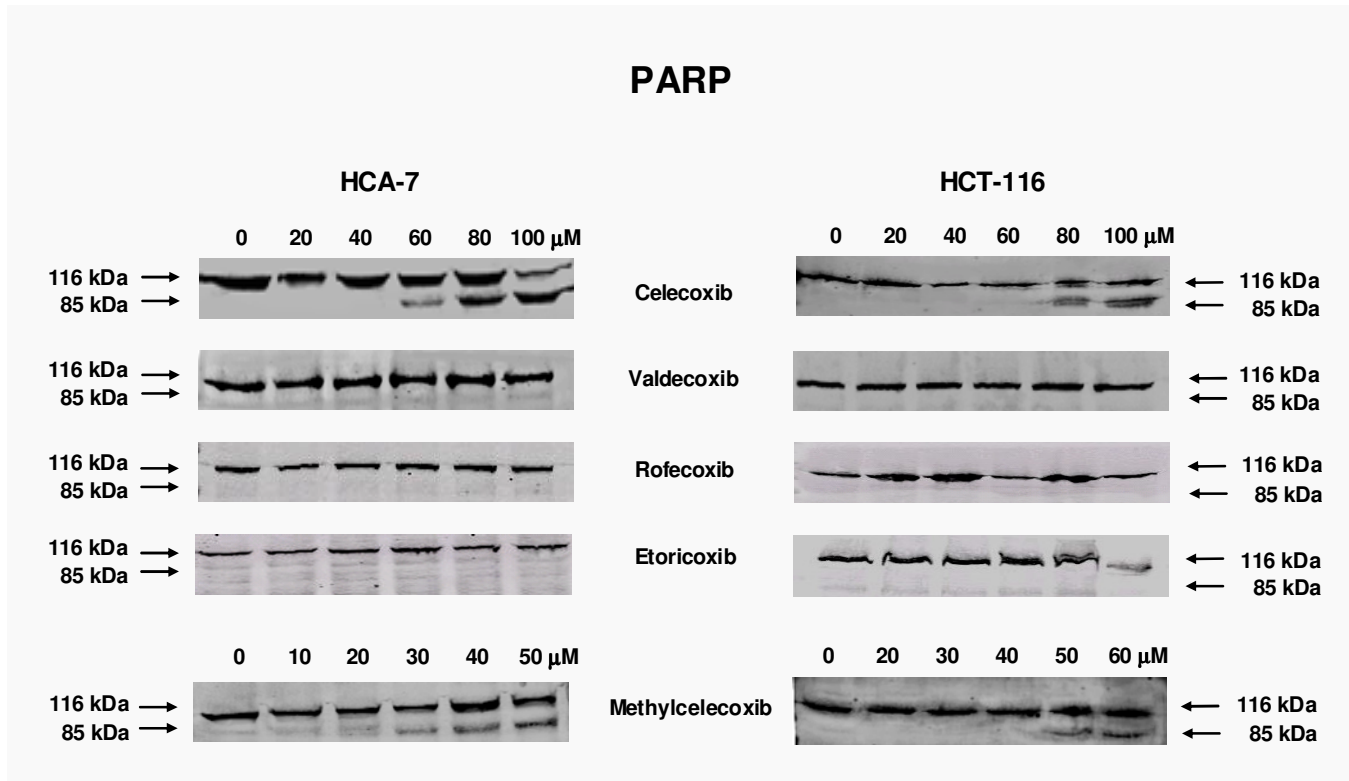 PARP
HCA-7
HCT-116
0 20 40 60 80 100 µM
0 20 40 60 80 100 µM
116 kDa
85 kDa
Celecoxib
116 kDa
85 kDa
116 kDa
85 kDa
Valdecoxib
116 kDa
85 kDa
116 kDa
85 kDa
Rofecoxib
116 kDa
85 kDa
116 kDa
85 kDa
Etoricoxib
116 kDa
85 kDa
0 10 20 30 40 50 µM
0 20 30 40 50 60 µM
116 kDa
85 kDa
Methylcelecoxib
116 kDa
85 kDa